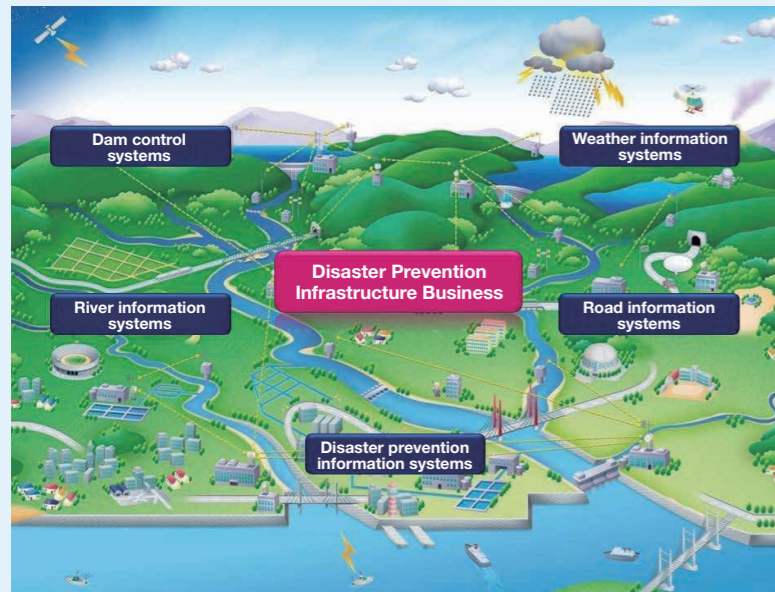 Dam control
systems
Weather information
systems
Disaster Prevention
Infrastructure Business
River information
systems
Road information
systems
Disaster prevention
information systems